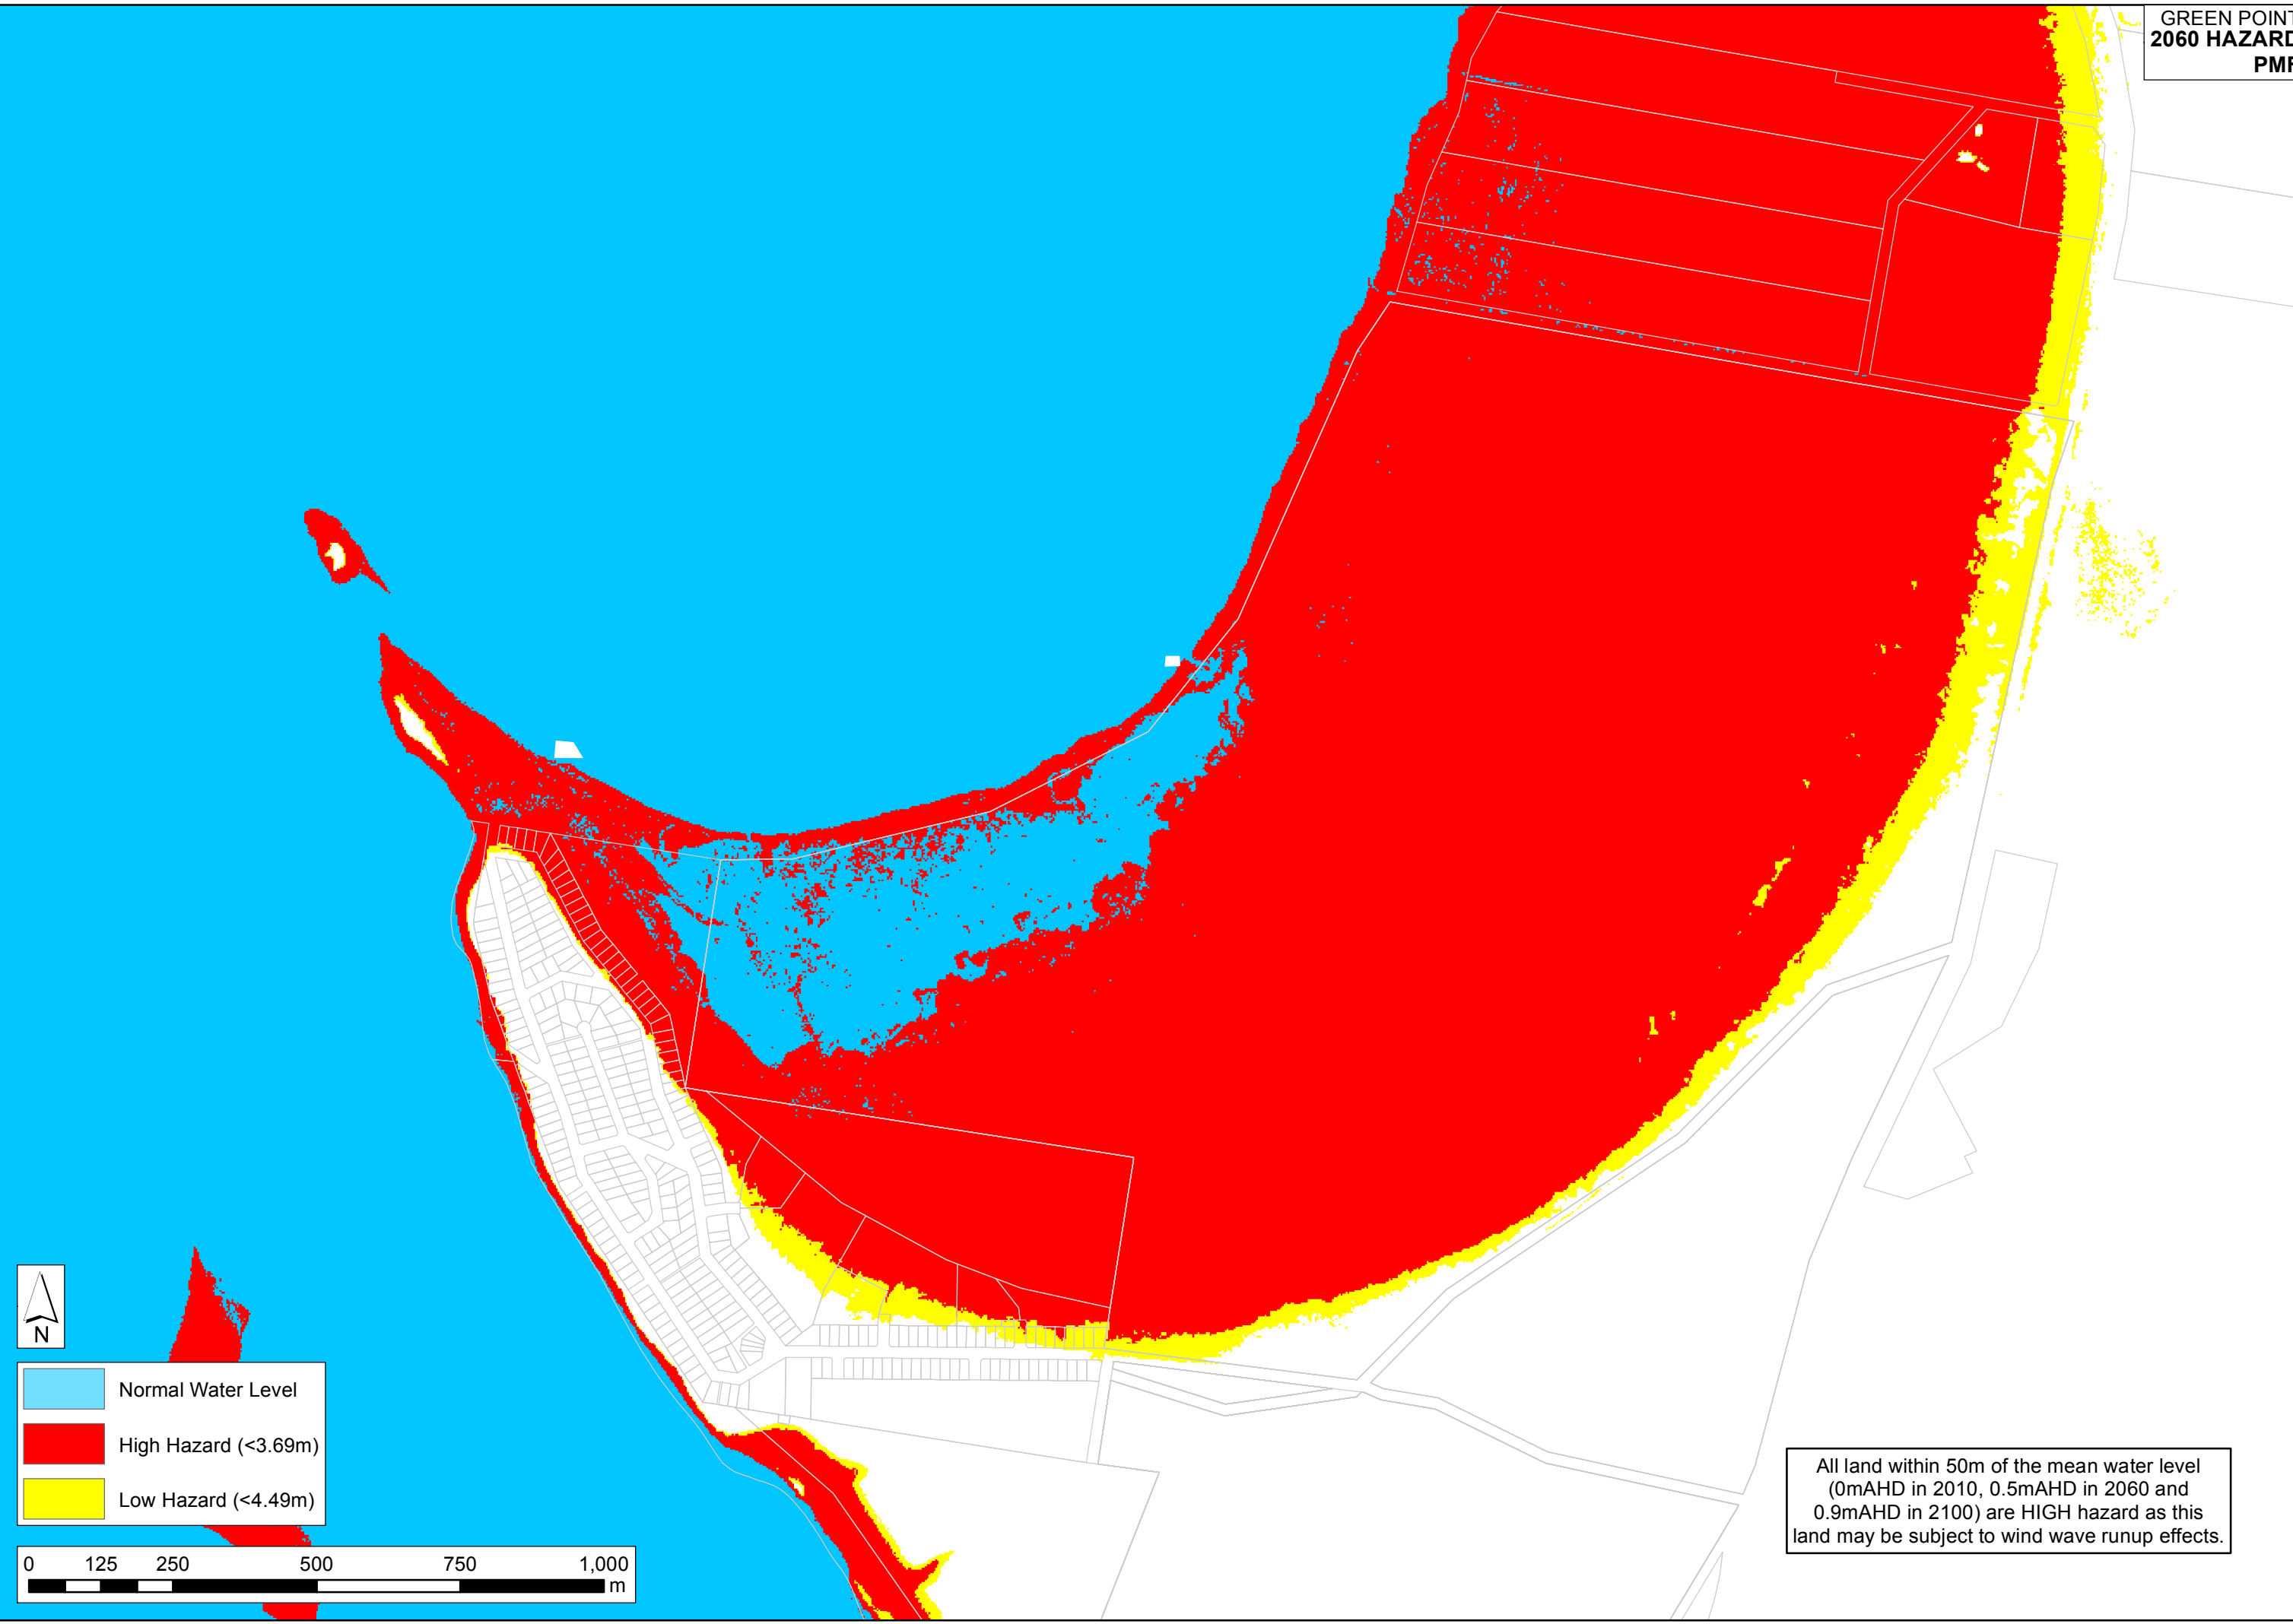 GREEN POINT
2060 HAZARD
PMF
N
Normal Water Level
High Hazard (<3.69m)
Low Hazard (<4.49m)
0 125 250 500 750 1,000
m
All land within 50m of the mean water level
(0mAHD in 2010, 0.5mAHD in 2060 and
0.9mAHD in 2100) are HIGH hazard as this
land may be subject to wind wave runup effects.